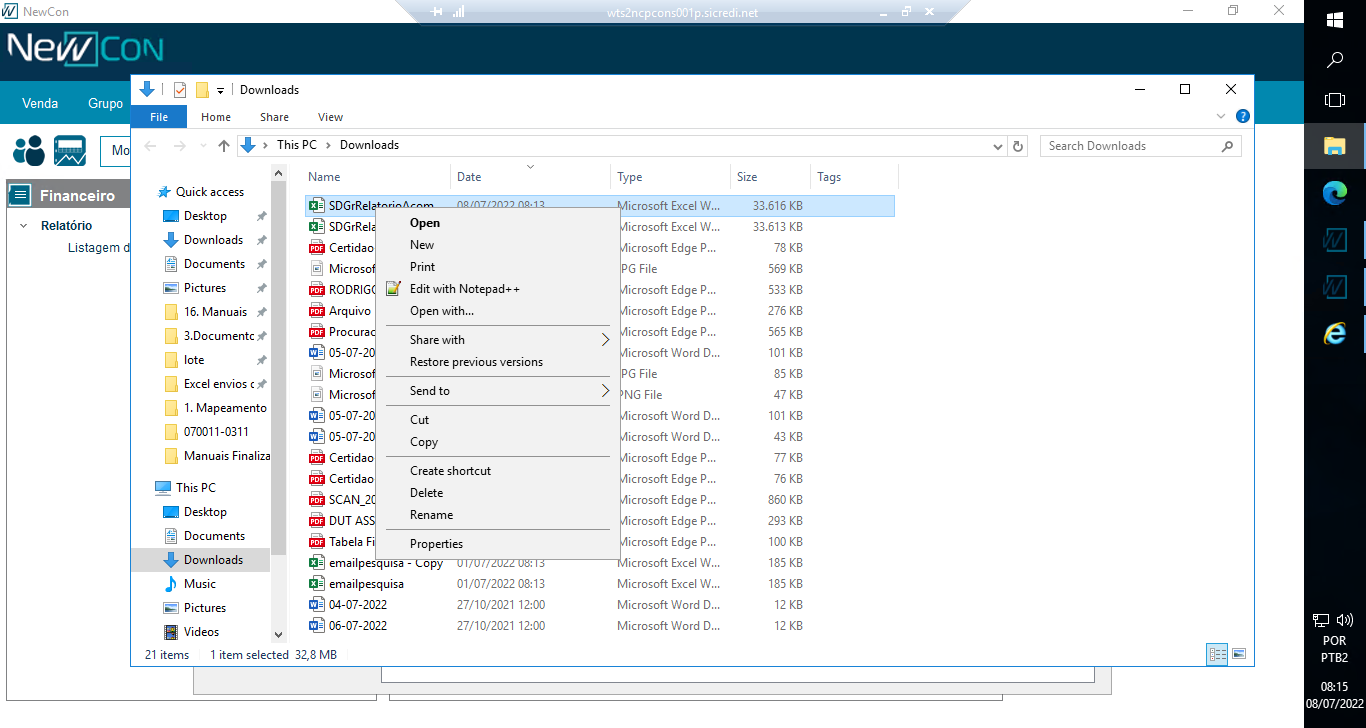 NewCon
wts2ncpcons001p.sicredi.net
NewCon
Downloads
Venda
Grupo
File
Home
Share
View
This PC
Downloads
Search Downloads
Mo
Financeiro
Relatório
Listagem d
Quick access
Desktop
Downloads
Documents
Pictures
16. Manuais
3.Documento
lote
Excel envios
1. Mapeamento
070011-0311
Manuais Finaliza
This PC
Desktop
Documents
Downloads
Music
Pictures
Videos
Name Date Type Size Tags
SDGrRelatorioAcom 08/07/2022 08:13 Microsoft Excel W... 33.616 KB
SDGrRela Microsoft Excel W... 33.613 KB
Certidao Microsoft Edge P... 78 KB
Microsof PG File 569 KB
RODRIGO Microsoft Edge P... 533 KB
Arquivo Microsoft Edge P... 276 KB
Procurac Microsoft Edge P... 565 KB
05-07-20 Microsoft Word D... 101 KB
Microsof PG File 85 KB
Microsof PNG File 47 KB
05-07-20 Microsoft Word D... 101 KB
05-07-20 Microsoft Word D... 43 KB
Certidao Microsoft Edge P... 77 KB
Certidao Microsoft Edge P... 76 KB
SCAN_20 Microsoft Edge P... 860 KB
DUT ASS Microsoft Edge P... 293 KB
Tabela Fi Microsoft Edge P... 100 KB
emailpesquisa - Copy 01/07/2022 08:13 Microsoft Excel W... 185 KB
emailpesquisa 01/07/2022 08:13 Microsoft Excel W... 185 KB
04-07-2022 27/10/2021 12:00 Microsoft Word D... 12 KB
06-07-2022 27/10/2021 12:00 Microsoft Word D... 12 KB
Open
New
Print
Edit with Notepad++
Open with...
Share with
Restore previous versions
Send to
Cut
Copy
Create shortcut
Delete
Rename
Properties
21 items 1 item selected 32,8 MB
POR
PTB2
08:15
08/07/2022